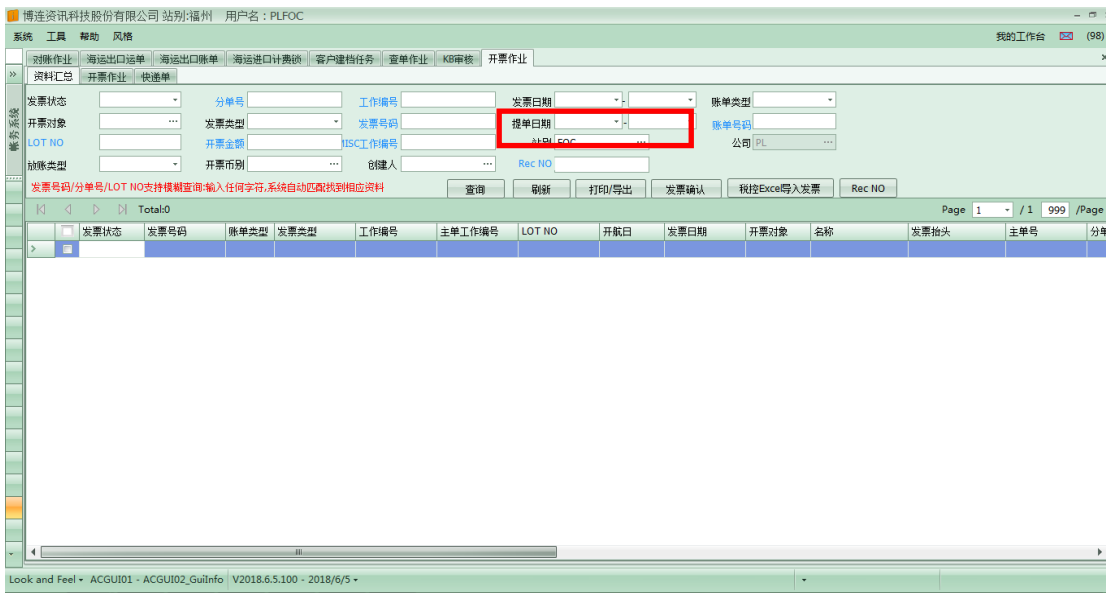 博连资讯科技股份有限公司 站别:福州 用户名：PLFOC
系统 工具 帮助 风格 我的工作台 (98)
对账作业 海运出口运单 海运出口账单 海运进口计费锁 客户建档任务 查单作业 KB审核 开票作业
资料汇总 开票作业 快递单
帐务系统
发票状态 分单号 工作编号 发票日期 - 账单类型
开票对象 发票类型 发票号码 提单日期 - 账单号码
LOT NO 开票金额 MISC工作编号 站别 FOC 公司 PL
放账类型 开票币别 创建人 Rec NO
发票号码/分单号/LOT NO支持模糊查询:输入任何字符,系统自动匹配找到相应资料 查询 刷新 打印/导出 发票确认 税控Excel导入发票 Rec NO
Total:0 Page 1 / 1 999 /Page
发票状态 发票号码 账单类型 发票类型 工作编号 主单工作编号 LOT NO 开航日 发票日期 开票对象 名称 发票抬头 主单号 分单
Look and Feel ACGUI01 - ACGUI02_GuiInfo V2018.6.5.100 - 2018/6/5